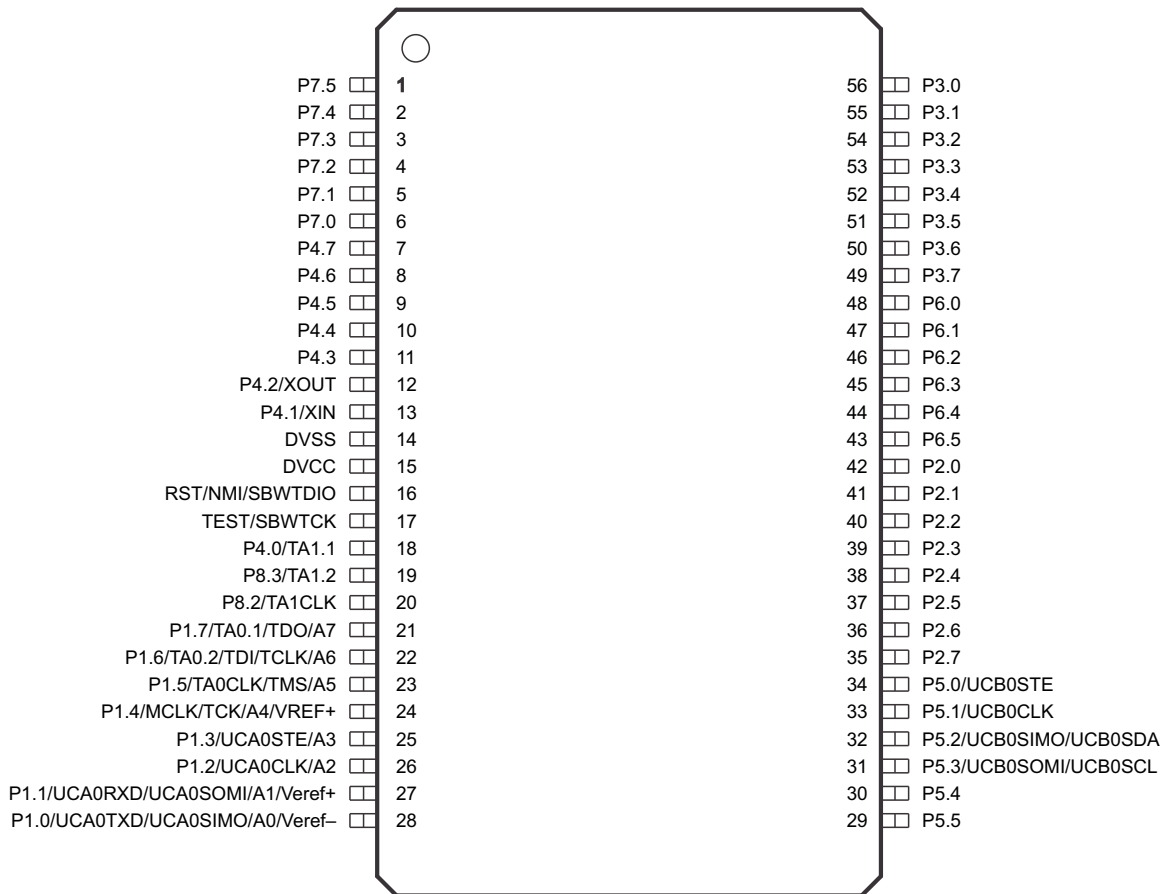 P7.5 1 56 P3.0
P7.4 2 55 P3.1
P7.3 3 54 P3.2
P7.2 4 53 P3.3
P7.1 5 52 P3.4
P7.0 6 51 P3.5
P4.7 7 50 P3.6
P4.6 8 49 P3.7
P4.5 9 48 P6.0
P4.4 10 47 P6.1
P4.3 11 46 P6.2
P4.2/XOUT 12 45 P6.3
P4.1/XIN 13 44 P6.4
DVSS 14 43 P6.5
DVCC 15 42 P2.0
RST/NMI/SBWTDIO 16 41 P2.1
TEST/SBWTCK 17 40 P2.2
P4.0/TA1.1 18 39 P2.3
P8.3/TA1.2 19 38 P2.4
P8.2/TA1CLK 20 37 P2.5
P1.7/TA0.1/TDO/A7 21 36 P2.6
P1.6/TA0.2/TDI/TCLK/A6 22 35 P2.7
P1.5/TA0CLK/TMS/A5 23 34 P5.0/UCB0STE
P1.4/MCLK/TCK/A4/VREF+ 24 33 P5.1/UCB0CLK
P1.3/UCA0STE/A3 25 32 P5.2/UCB0SIMO/UCB0SDA
P1.2/UCA0CLK/A2 26 31 P5.3/UCB0SOMI/UCB0SCL
P1.1/UCA0RXD/UCA0SOMI/A1/Veref+ 27 30 P5.4
P1.0/UCA0TXD/UCA0SIMO/A0/Veref– 28 29 P5.5